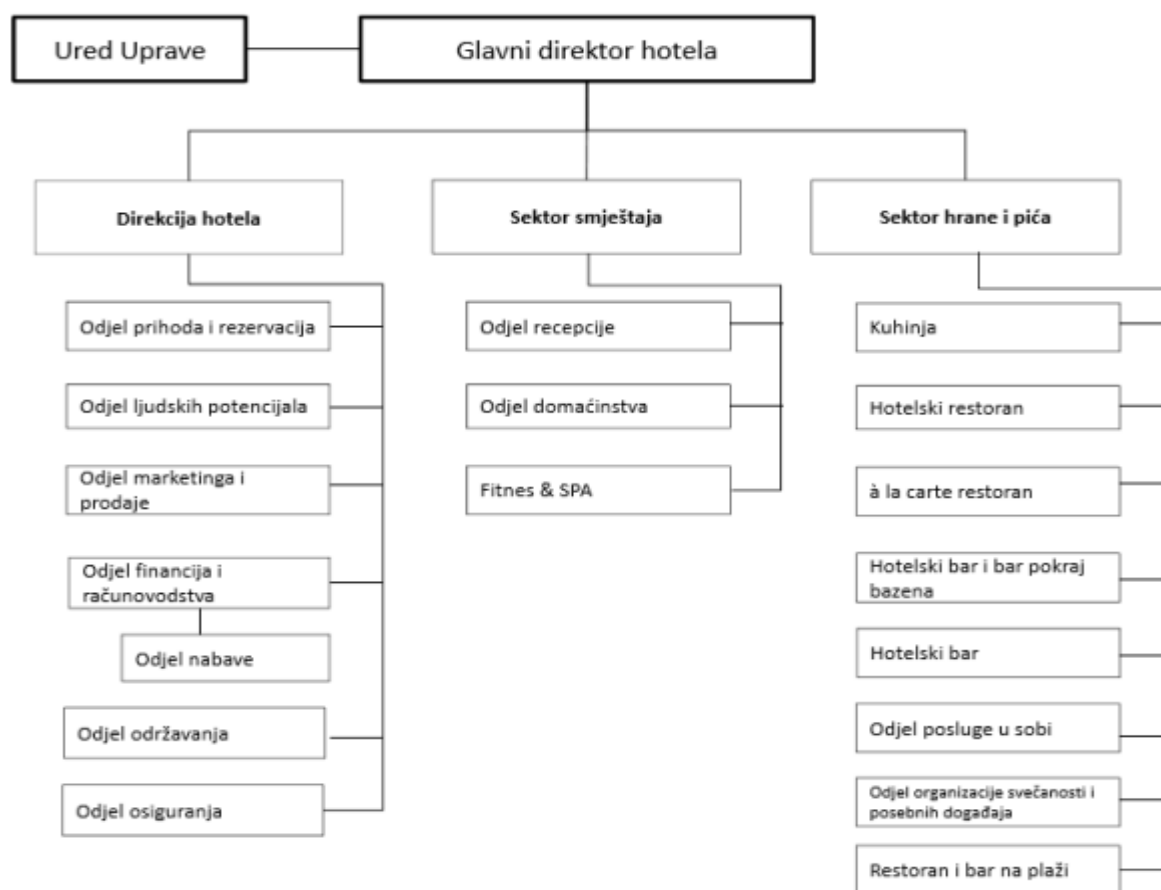 Ured Uprave
Glavni direktor hotela
Direkcija hotela
Sektor smještaja
Sektor hrane i pića
Odjel prihoda i rezervacija
Odjel ljudskih potencijala
Odjel marketinga i
prodaje
Odjel financija i
računovodstva
Odjel nabave
Odjel održavanja
Odjel osiguranja
Odjel recepcije
Odjel domaćinstva
Fitnes & SPA
Kuhinja
Hotelski restoran
à la carte restoran
Hotelski bar i bar pokraj
bazena
Hotelski bar
Odjel posluge u sobi
Odjel organizacije svečanosti i
posebnih događaja
Restoran i bar na plaži